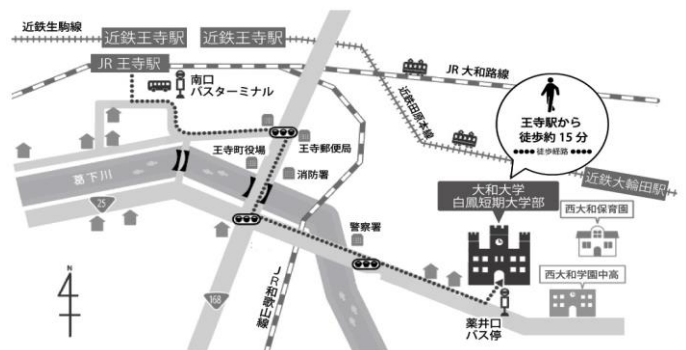 近鉄生駒線
近鉄王寺駅
近鉄王寺駅
JR 王寺駅
JR 大和路線
南口
バスターミナル
近鉄田原本線
王寺駅から
徒歩約 15 分
徒歩経路
王寺町役場
王寺郵便局
消防署
葛下川
近鉄大輪田駅
大和大学
白鳳短期大学部
西大和保育園
25
警察署
西大和学園中高
N
JR和歌山線
168
薬井口
バス停